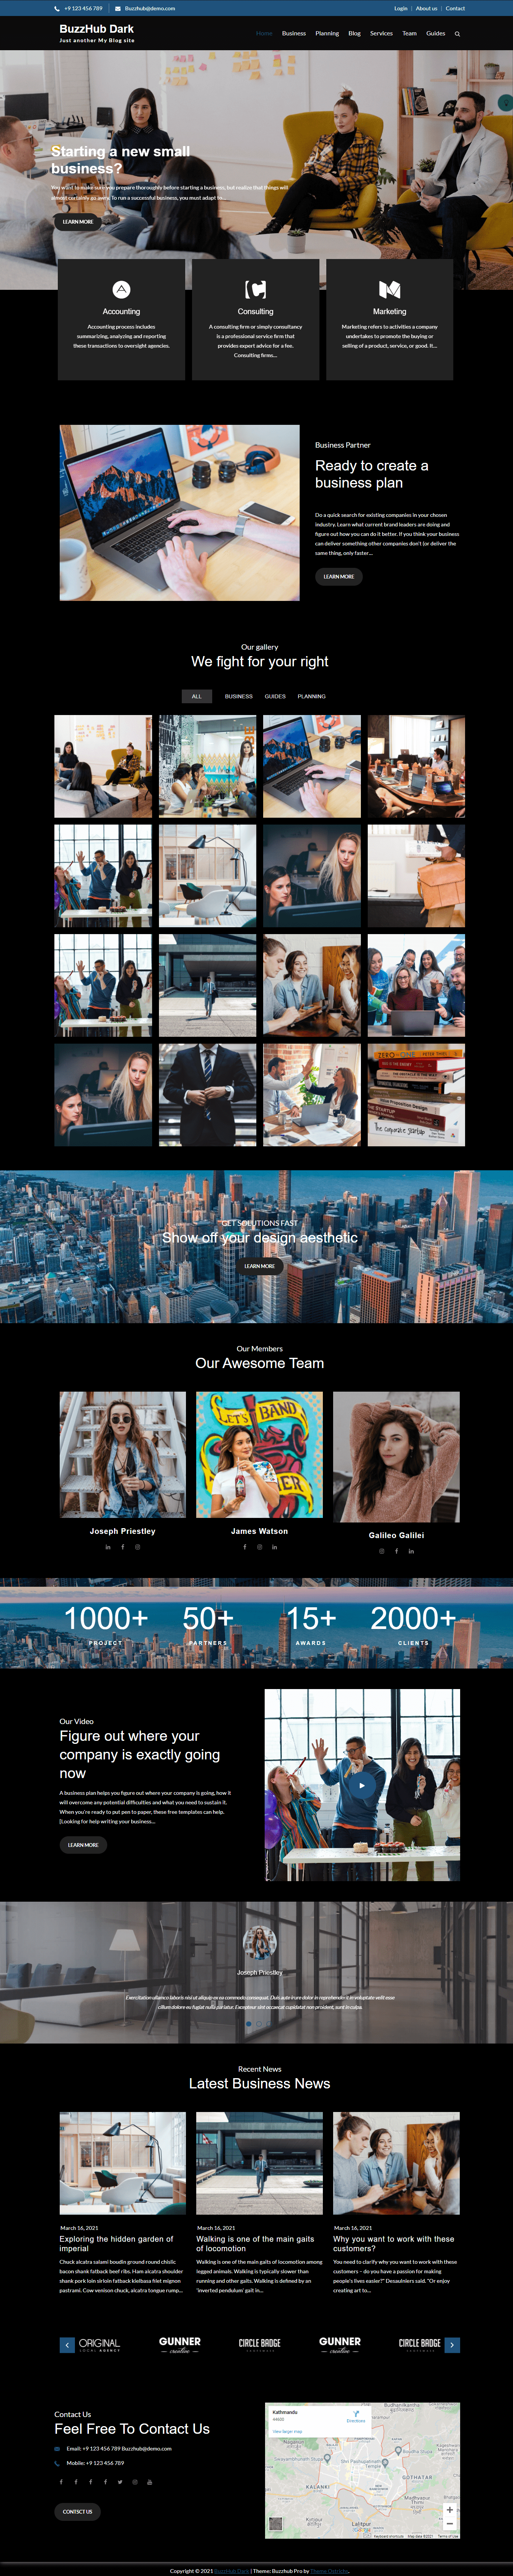 +9 123 456 789
Buzzhub@demo.com
Login
About us
Contact
BuzzHub Dark
Just another My Blog site
Home
Business
Planning
Blog
Services
Team
Guides
Starting a new small
business?
You want to make sure you prepare thoroughly before starting a business, but realize that things will
almost certainly go awry. To run a successful business, you must adapt to…
LEARN MORE
Accounting
Accounting process includes
summarizing, analyzing and reporting
these transactions to oversight agencies.
Consulting
A consulting firm or simply consultancy
is a professional service firm that
provides expert advice for a fee.
Consulting firms…
Marketing
Marketing refers to activities a company
undertakes to promote the buying or
selling of a product, service, or good. It…
Business Partner
Ready to create a
business plan
Do a quick search for existing companies in your chosen
industry. Learn what current brand leaders are doing and
figure out how you can do it better. If you think your business
can deliver something other companies don't (or deliver the
same thing, only faster…
LEARN MORE
Our gallery
We fight for your right
ALL
BUSINESS
GUIDES
PLANNING
GET SOLUTIONS FAST
Show off your design aesthetic
LEARN MORE
Our Members
Our Awesome Team
Joseph Priestley
James Watson
Galileo Galilei
1000+
50+
15+
2000+
PROJECT
PARTNERS
AWARDS
CLIENTS
Our Video
Figure out where your
company is exactly going
now
A business plan helps you figure out where your company is going, how it
will overcome any potential difficulties and what you need to sustain it.
When you're ready to put pen to paper, these free templates can help.
[Looking for help writing your business…
LEARN MORE
Joseph Priestley
Exercitation ullamco laboris nisi ut aliquip ex ea commodo consequat. Duis aute irure dolor in reprehenderit in voluptate velit esse
cillum dolore eu fugiat nulla pariatur. Excepteur sint occaecat cupidatat non proident, sunt in culpa.
Recent News
Latest Business News
March 16, 2021
Exploring the hidden garden of
imperial
Chuck alcatra salami boudin ground round chislic
bacon shank fatback beef ribs. Ham alcatra shoulder
shank pork loin sirloin fatback kielbasa filet mignon
pastrami. Cow venison chuck, alcatra tongue rump…
March 16, 2021
Walking is one of the main gaits
of locomotion
Walking is one of the main gaits of locomotion among
legged animals. Walking is typically slower than
running and other gaits. Walking is defined by an
'inverted pendulum' gait in…
March 16, 2021
Why you want to work with these
customers?
You need to clarify why you want to work with these
customers – do you have a passion for making
people's lives easier?" Desaulniers said. "Or enjoy
creating art to…
ORIGINAL
LOCAL AGENCY
GUNNER
creative
CIRCLE BADGE
GUNNER
creative
CIRCLE BADGE
Contact Us
Feel Free To Contact Us
Email: +9 123 456 789 Buzzhub@demo.com
Mobile: +9 123 456 789
CONTSCT US
Kathmandu
44600
Directions
View larger map
KALANKI
GOTHATAR
Lalitpur
Keyboard shortcuts
Map data ©2021
Terms of Use
Copyright © 2021 BuzzHub Dark | Theme: Buzzhub Pro by Theme Ostrichs.